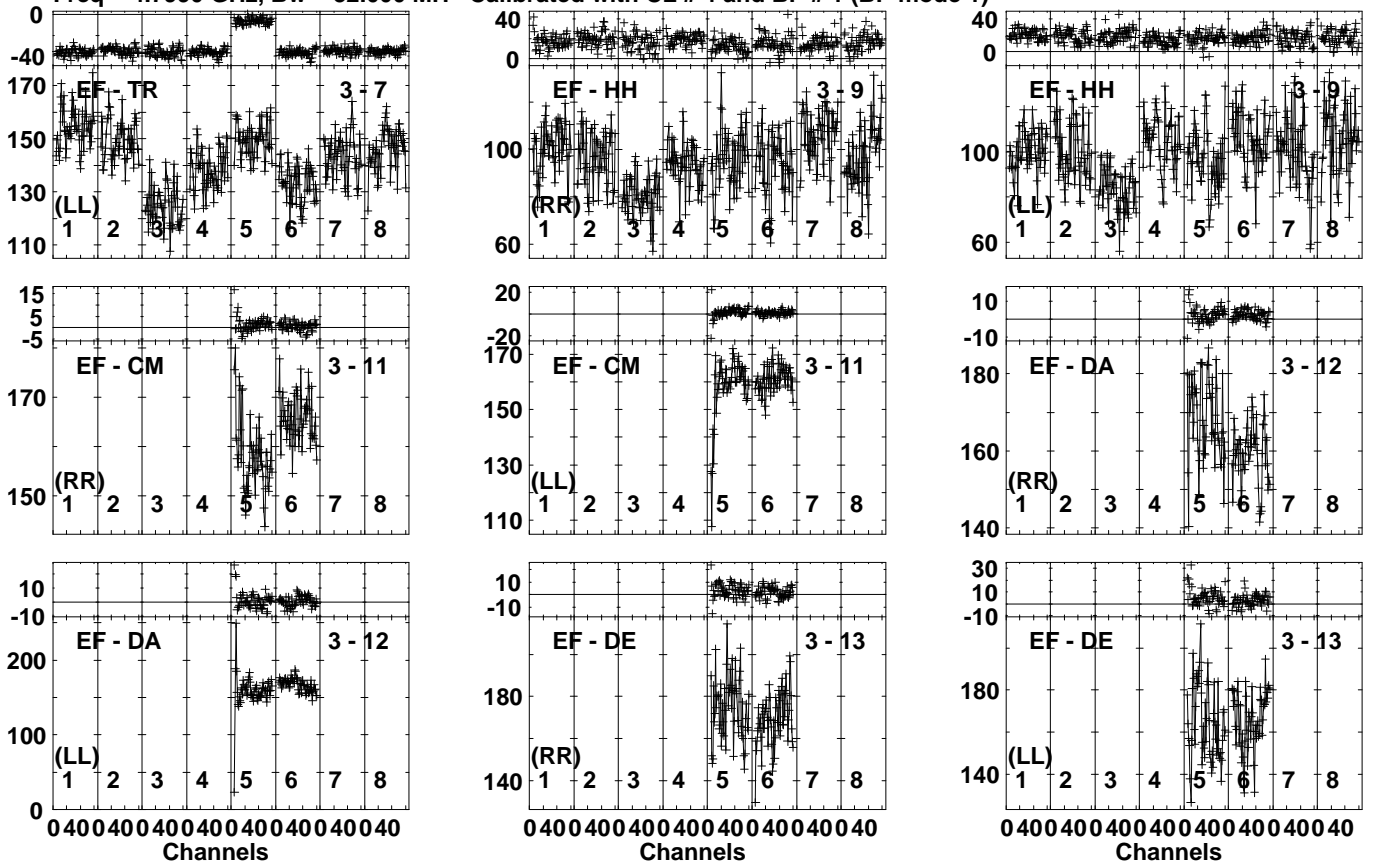 0
-40
170
150
130
110
EF - TR 3 - 7
(LL)
1 2 3 4 5 6 7 8
40
0
100
60
EF - HH 3 - 9
(RR)
1 2 3 4 5 6 7 8
40
0
100
60
EF - HH 3 - 9
(LL)
1 2 3 4 5 6 7 8
15
5
-5
170
150
EF - CM 3 - 11
(RR)
1 2 3 4 5 6 7 8
20
-20
170
150
130
110
EF - CM 3 - 11
(LL)
1 2 3 4 5 6 7 8
10
-10
180
160
140
EF - DA 3 - 12
(RR)
1 2 3 4 5 6 7 8
10
-10
200
100
0
EF - DA 3 - 12
(LL)
1 2 3 4 5 6 7 8
0 40 0 40 0 40 0 40 0 40 0 40 0 40 0 40
Channels
10
-10
180
140
EF - DE 3 - 13
(RR)
1 2 3 4 5 6 7 8
0 40 0 40 0 40 0 40 0 40 0 40 0 40 0 40
Channels
30
10
-10
180
140
EF - DE 3 - 13
(LL)
1 2 3 4 5 6 7 8
0 40 0 40 0 40 0 40 0 40 0 40 0 40 0 40
Channels